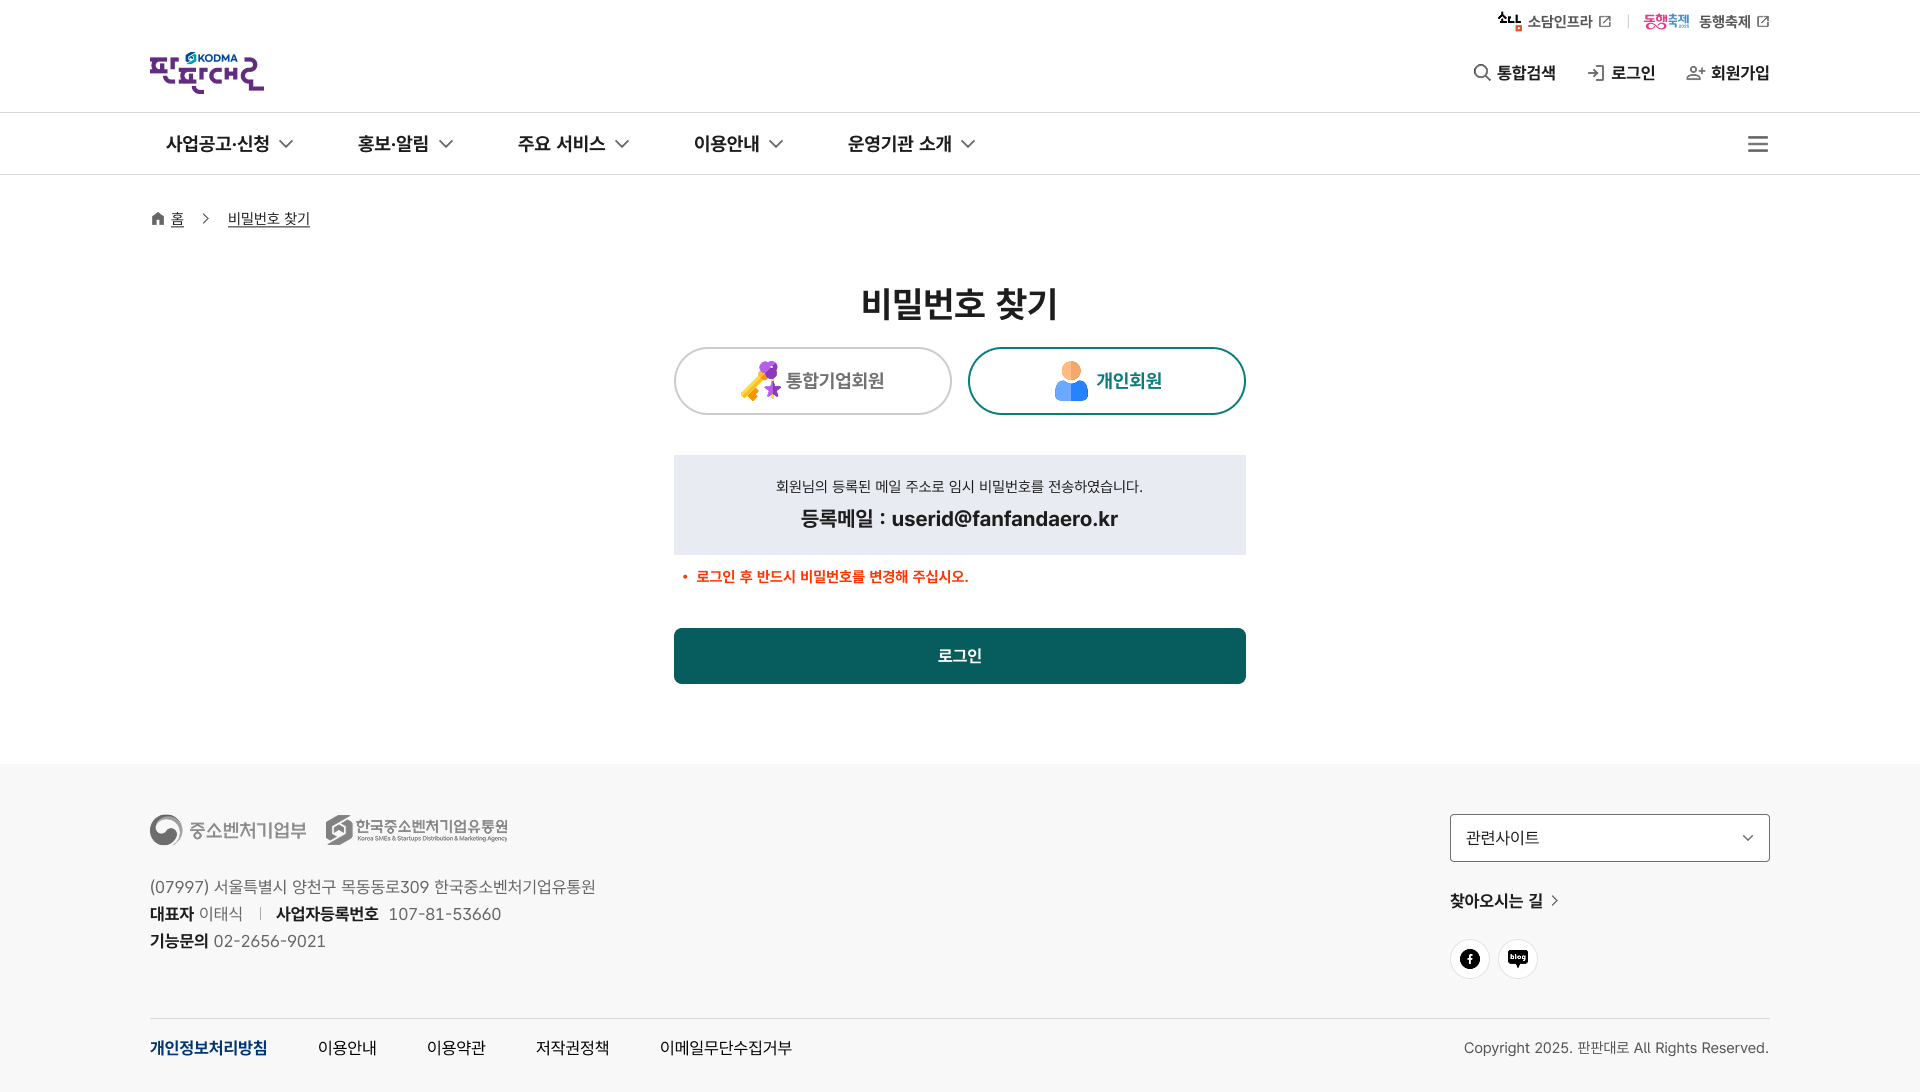 소담 소담인프라
동행축제 2025 동행축제
KODMA
판판대로
통합검색
로그인
회원가입
사업공고·신청
홍보·알림
주요 서비스
이용안내
운영기관 소개
홈
비밀번호 찾기
비밀번호 찾기
통합기업회원
개인회원
회원님의 등록된 메일 주소로 임시 비밀번호를 전송하였습니다.
등록메일 : userid@fanfandaero.kr
• 로그인 후 반드시 비밀번호를 변경해 주십시오.
로그인
중소벤처기업부
한국중소벤처기업유통원
Korea SMEs & Startups Distribution & Marketing Agency
관련사이트
(07997) 서울특별시 양천구 목동동로309 한국중소벤처기업유통원
대표자 이태식
사업자등록번호 107-81-53660
기능문의 02-2656-9021
찾아오시는 길
blog
개인정보처리방침
이용안내
이용약관
저작권정책
이메일무단수집거부
Copyright 2025. 판판대로 All Rights Reserved.